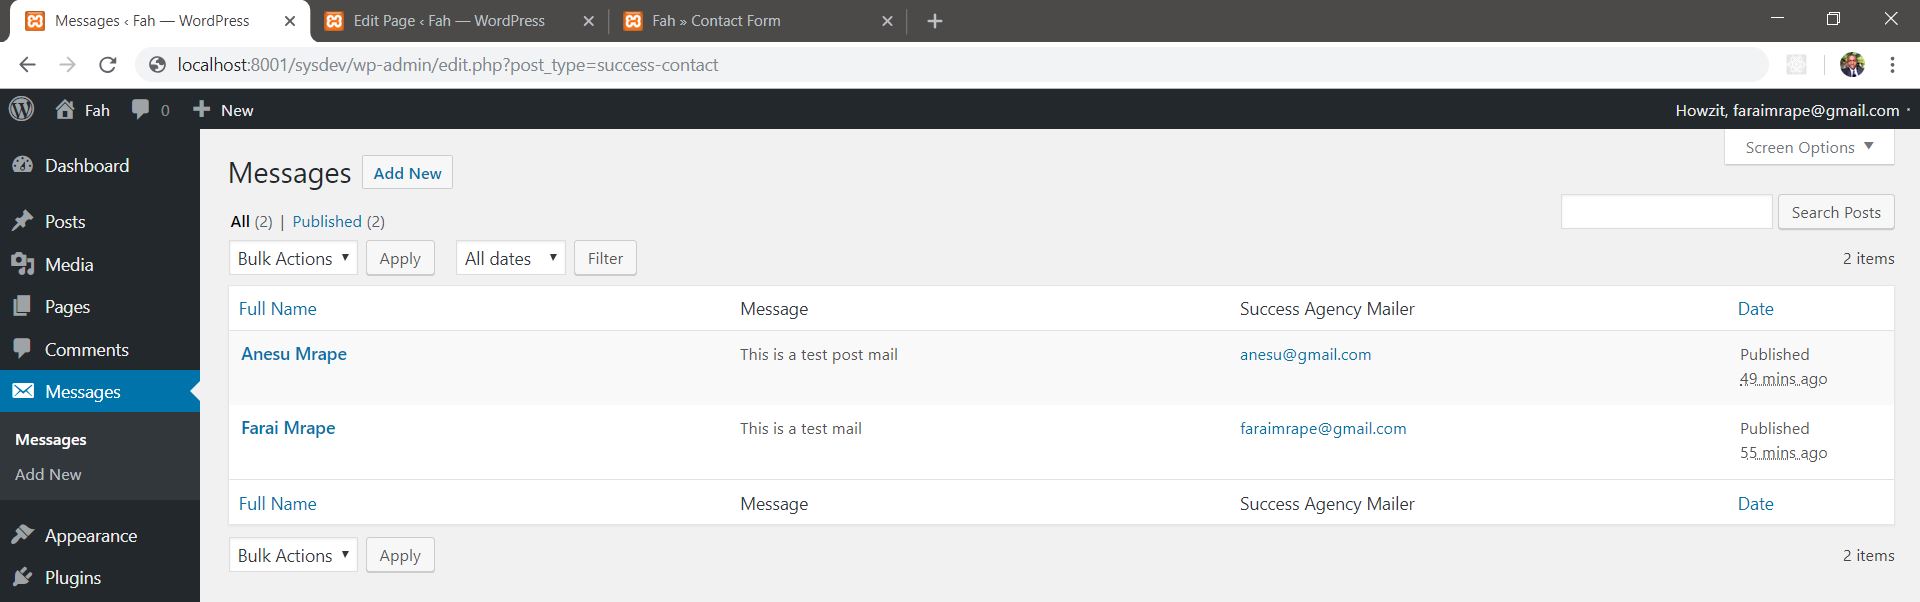 Messages ‹ Fah — WordPress
Edit Page ‹ Fah — WordPress
Fah » Contact Form
localhost:8001/sysdev/wp-admin/edit.php?post_type=success-contact
Fah 0 New Howzit, faraimrape@gmail.com
Screen Options
Dashboard
Posts
Media
Pages
Comments
Messages
Messages
Add New
Appearance
Plugins
Messages Add New
All (2) | Published (2)
Search Posts
Bulk Actions Apply All dates Filter 2 items
Full Name Message Success Agency Mailer Date
Anesu Mrape This is a test post mail anesu@gmail.com Published
49 mins ago
Farai Mrape This is a test mail faraimrape@gmail.com Published
55 mins ago
Full Name Message Success Agency Mailer Date
Bulk Actions Apply 2 items